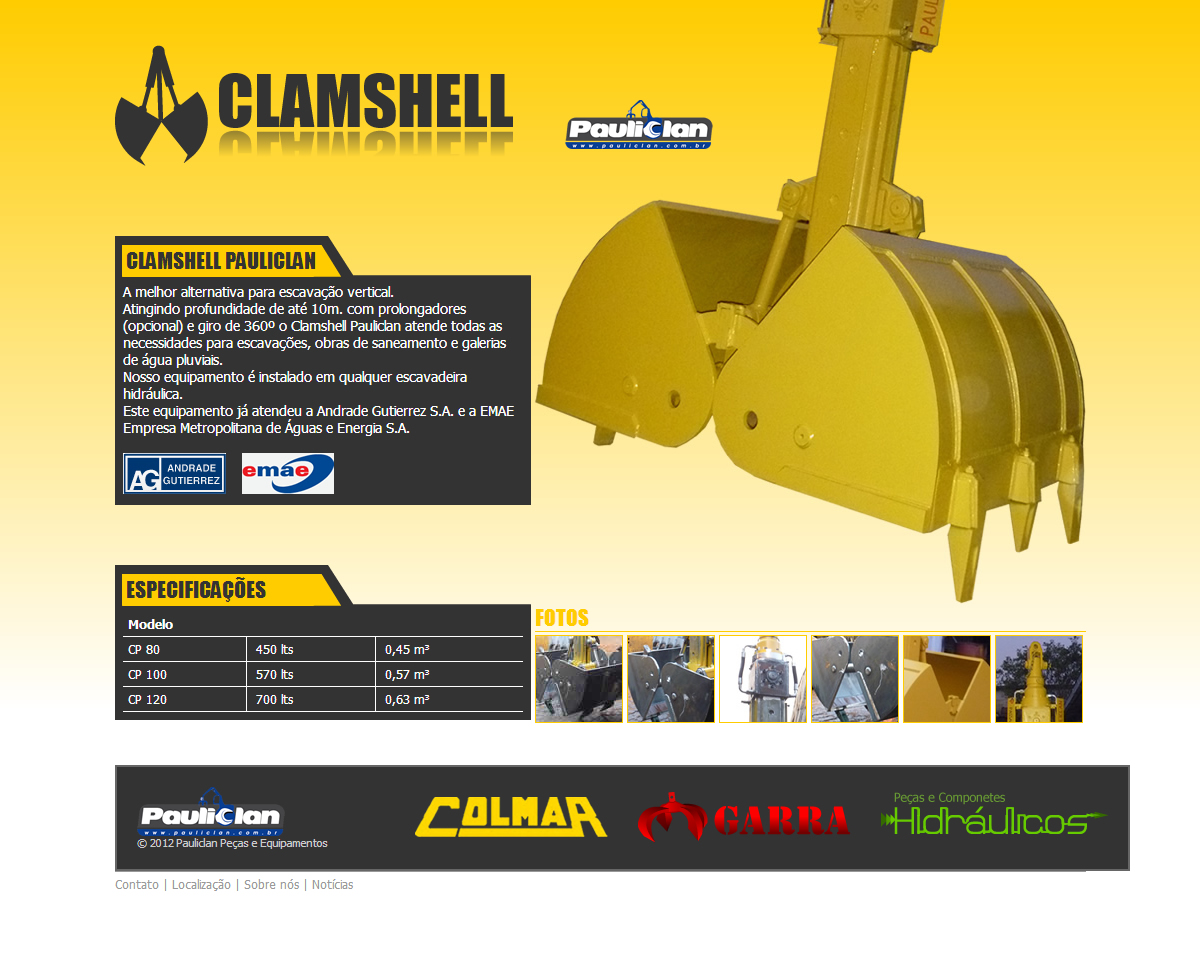 CLAMSHELL
PAULI
PauliClan
www.pauliclan.com.br
CLAMSHELL PAULICLAN
A melhor alternativa para escavação vertical.
Atingindo profundidade de até 10m. com prolongadores
(opcional) e giro de 360º o Clamshell Pauliclan atende todas as
necessidades para escavações, obras de saneamento e galerias
de água pluviais.
Nosso equipamento é instalado em qualquer escavadeira
hidráulica.
Este equipamento já atendeu a Andrade Gutierrez S.A. e a EMAE
Empresa Metropolitana de Águas e Energia S.A.
AG ANDRADE
GUTIERREZ
emae
ESPECIFICAÇÕES
Modelo
CP 80 450 lts 0,45 m³
CP 100 570 lts 0,57 m³
CP 120 700 lts 0,63 m³
FOTOS
PauliClan
www.pauliclan.com.br
© 2012 Pauliclan Peças e Equipamentos
COLMAR
GARRA
Peças e Componetes
Hidráulicos
Contato | Localização | Sobre nós | Notícias